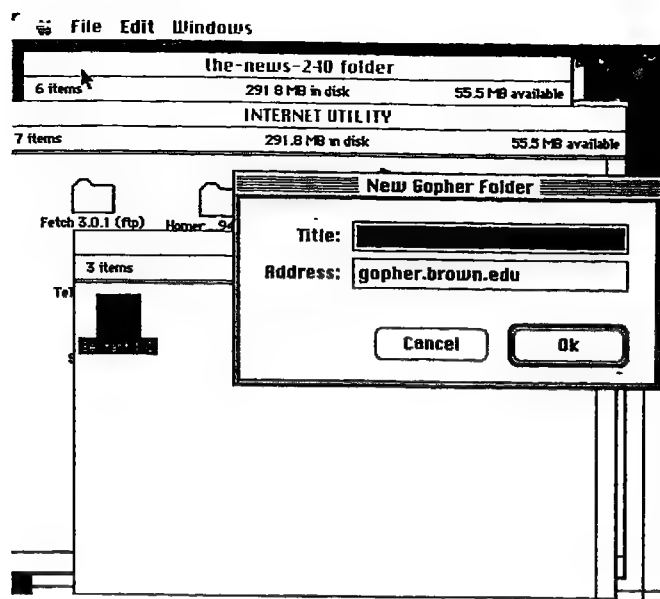 File Edit Windows
the-news-240 folder
6 items 291.8 MB in disk 55.5 MB available
INTERNET UTILITY
7 items 291.8 MB in disk 55.5 MB available
New Gopher Folder
Fetch 3.0.1 (ftp) Homer
Title:
3 items
Address: gopher.brown.edu
Tel
Cancel Ok